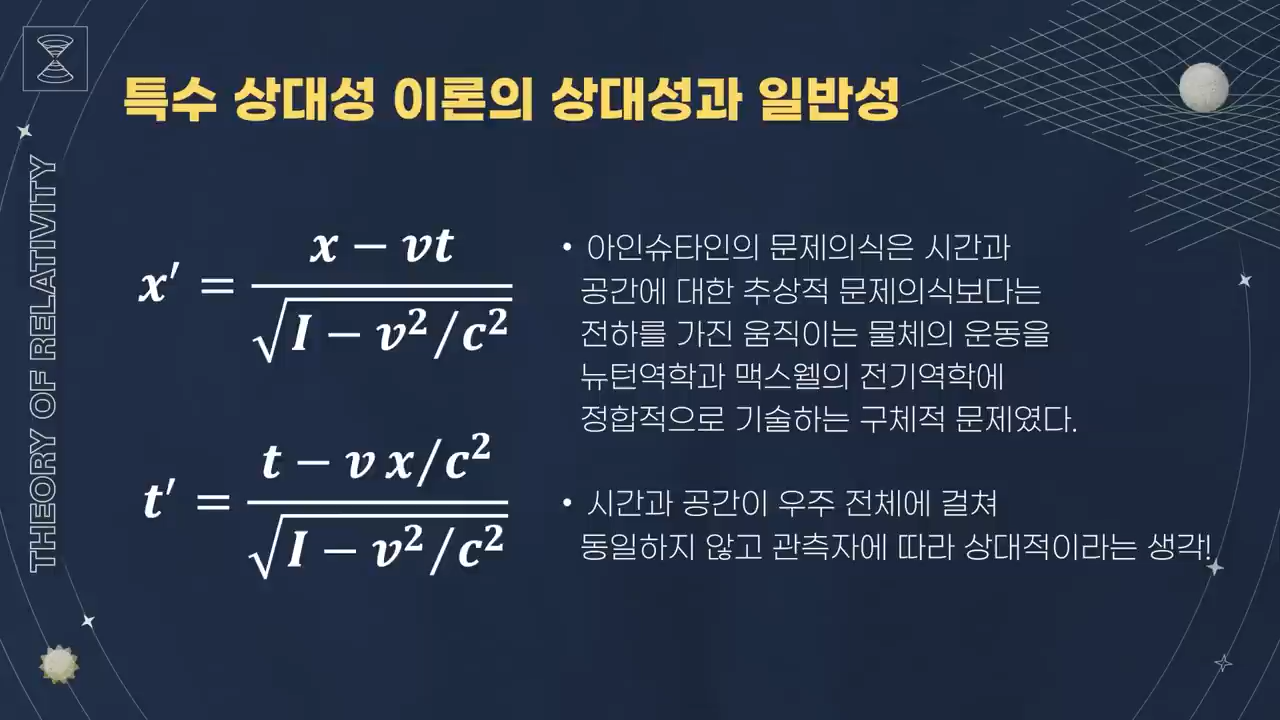 특수 상대성 이론의 상대성과 일반성
THEORY OF RELATIVITY
x′ = (x − vt) / √(I − v²/c²)
t′ = (t − v x/c²) / √(I − v²/c²)
• 아인슈타인의 문제의식은 시간과
공간에 대한 추상적 문제의식보다는
전하를 가진 움직이는 물체의 운동을
뉴턴역학과 맥스웰의 전기역학에
정합적으로 기술하는 구체적 문제였다.
• 시간과 공간이 우주 전체에 걸쳐
동일하지 않고 관측자에 따라 상대적이라는 생각!